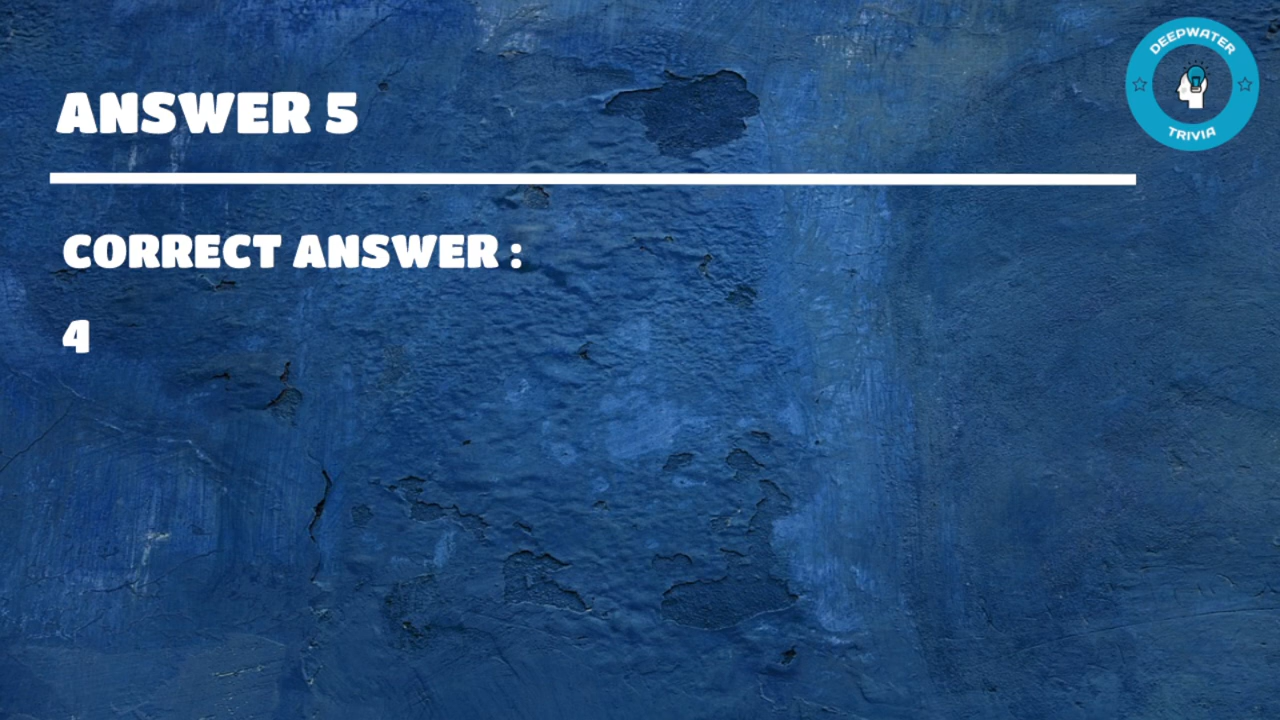 DEEPWATER
TRIVIA
ANSWER 5
CORRECT ANSWER :
4